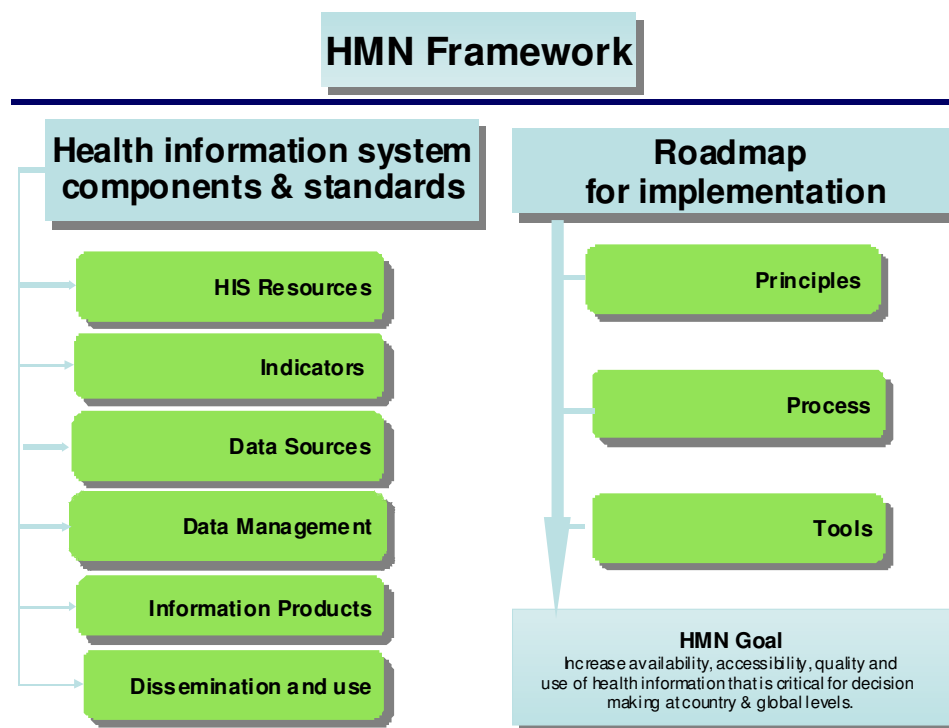 HMN Framework
Health information system
components & standards
HIS Resources
Indicators
Data Sources
Data Management
Information Products
Dissemination and use
Roadmap
for implementation
Principles
Process
Tools
HMN Goal
Increase availability, accessibility, quality and
use of health information that is critical for decision
making at country & global levels.